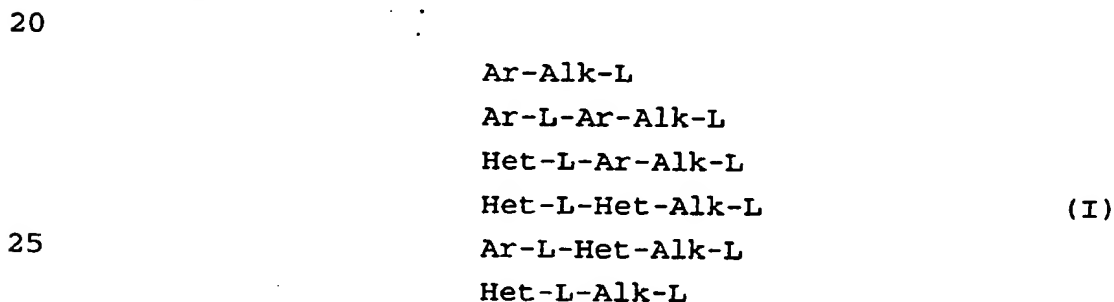 20
Ar-Alk-L
Ar-L-Ar-Alk-L
Het-L-Ar-Alk-L
Het-L-Het-Alk-L (I)
25 Ar-L-Het-Alk-L
Het-L-Alk-L